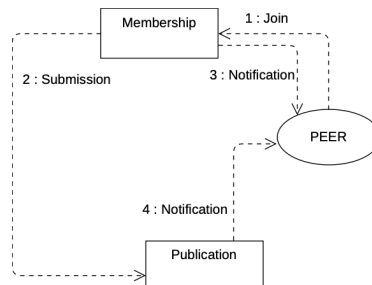 Membership
1 : Join
2 : Submission
3 : Notification
PEER
4 : Notification
Publication